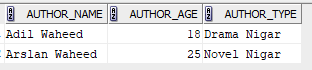 AUTHOR_NAME AUTHOR_AGE AUTHOR_TYPE
Adil Waheed 18 Drama Nigar
Arslan Waheed 25 Novel Nigar